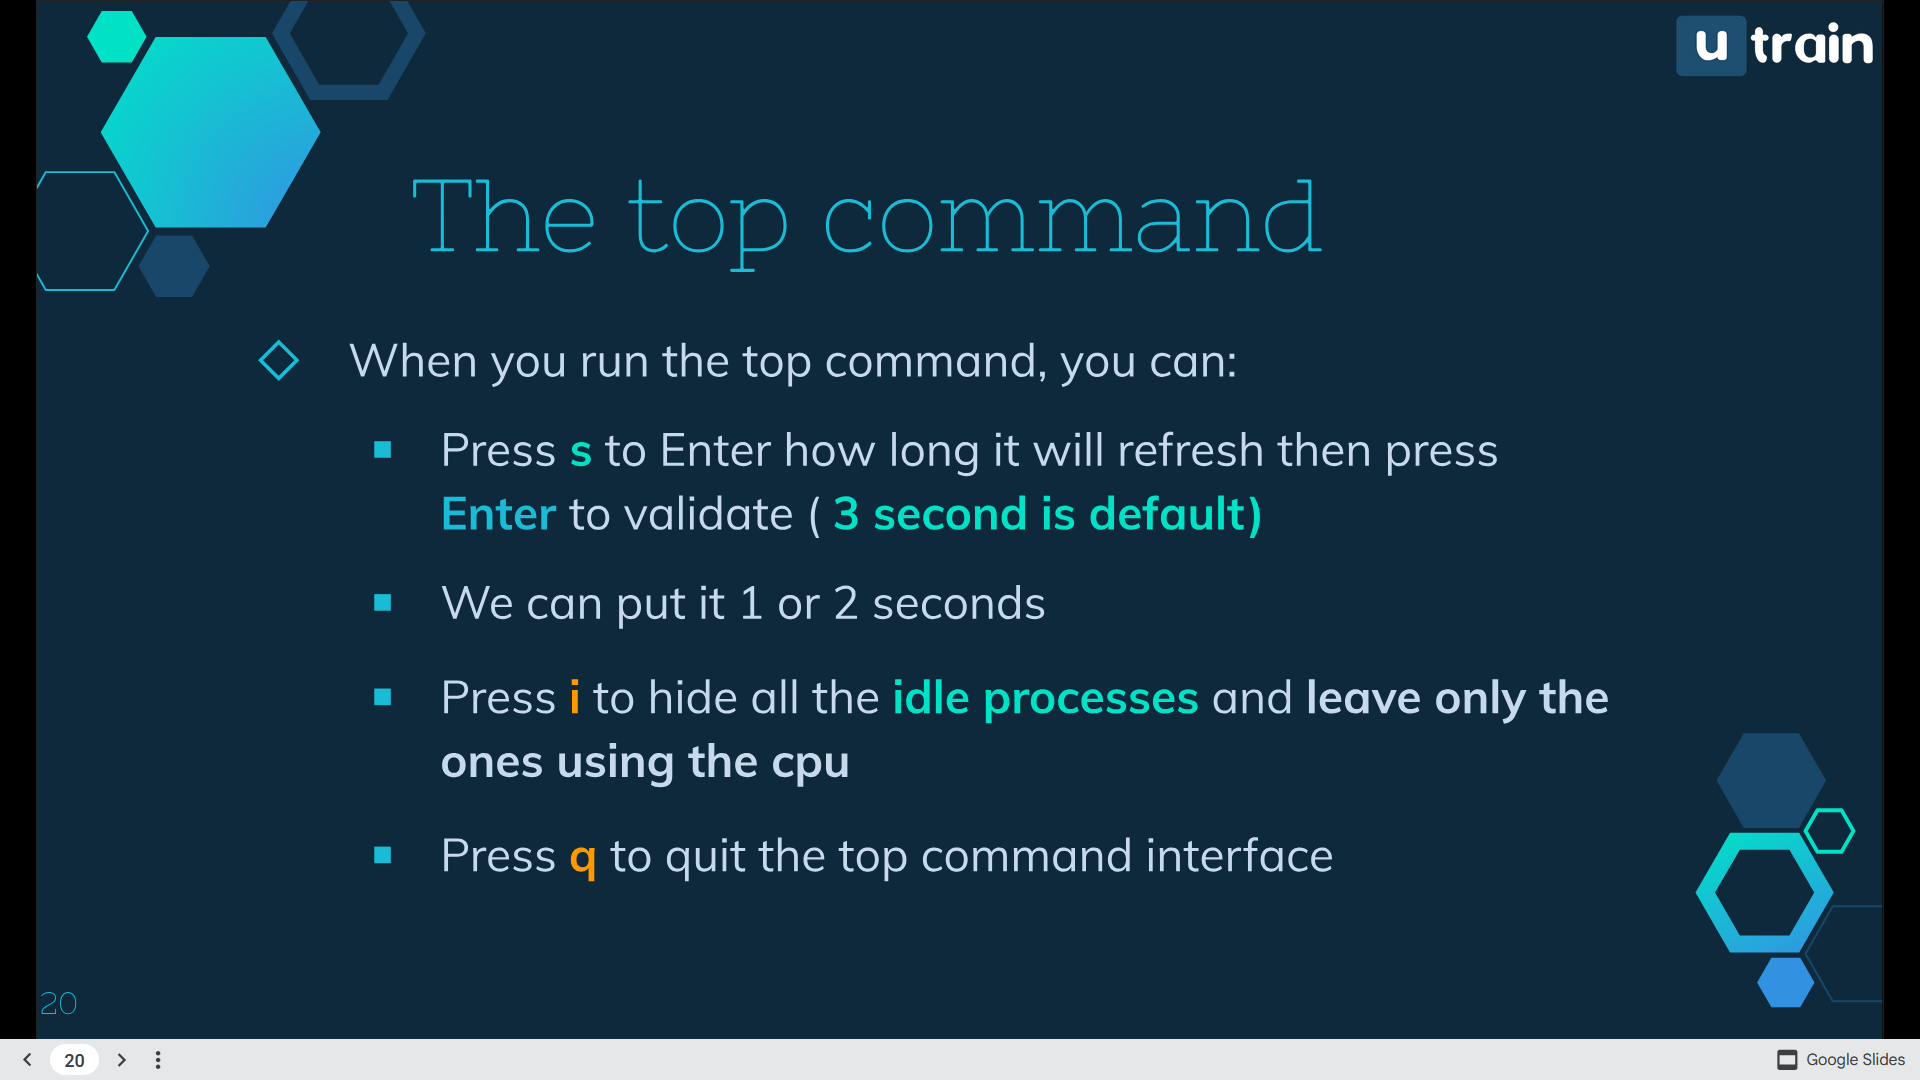 u train
The top command
When you run the top command, you can:
Press s to Enter how long it will refresh then press
Enter to validate ( 3 second is default)
We can put it 1 or 2 seconds
Press i to hide all the idle processes and leave only the
ones using the cpu
Press q to quit the top command interface
20
20
Google Slides